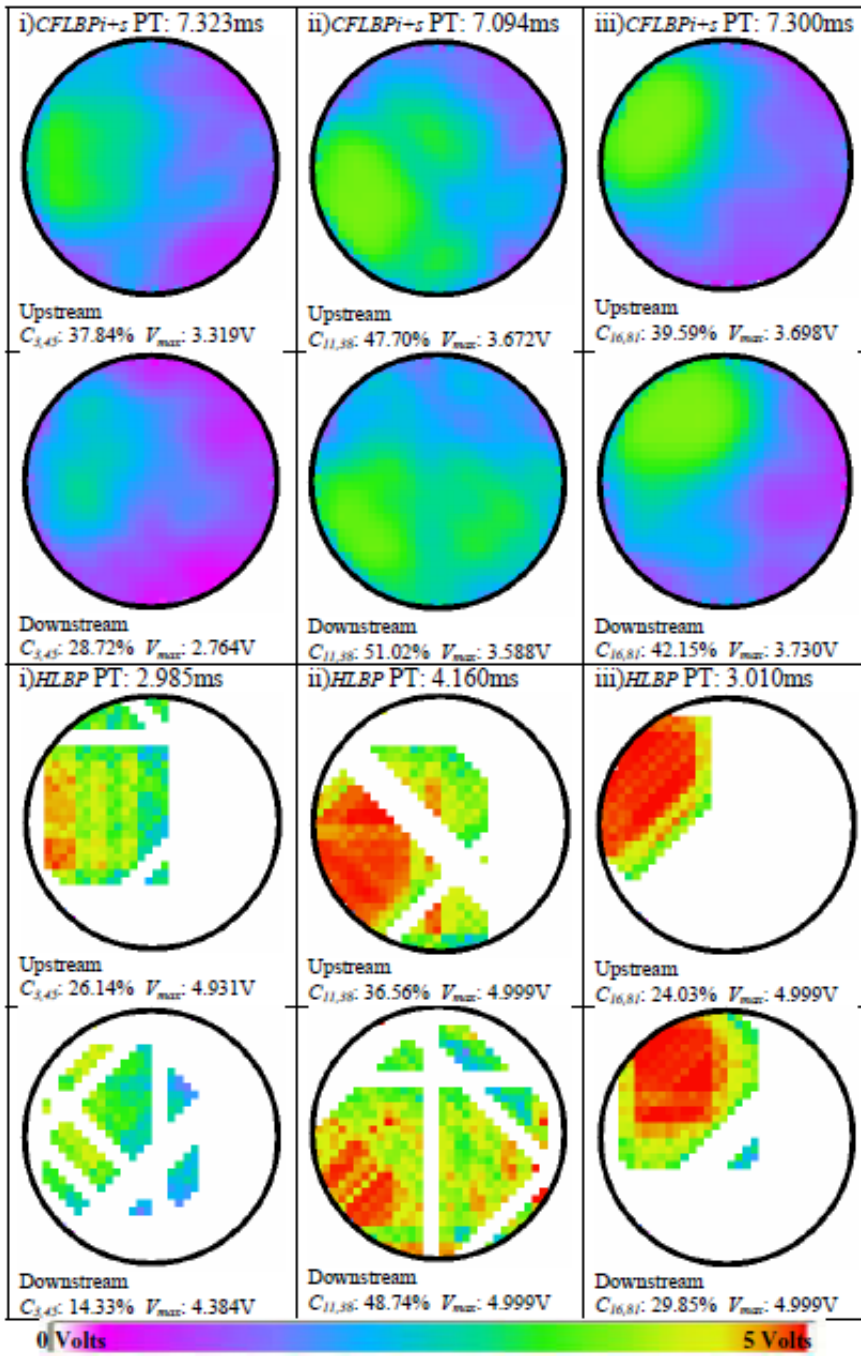 i)CFLBPi+s PT: 7.323ms
ii)CFLBPi+s PT: 7.094ms
iii)CFLBPi+s PT: 7.300ms
Upstream
C3,45: 37.84% Vmax: 3.319V
Upstream
C11,38: 47.70% Vmax: 3.672V
Upstream
C16,81: 39.59% Vmax: 3.698V
Downstream
C3,45: 28.72% Vmax: 2.764V
Downstream
C11,38: 51.02% Vmax: 3.588V
Downstream
C16,81: 42.15% Vmax: 3.730V
i)HLBP PT: 2.985ms
ii)HLBP PT: 4.160ms
iii)HLBP PT: 3.010ms
Upstream
C3,45: 26.14% Vmax: 4.931V
Upstream
C11,38: 36.56% Vmax: 4.999V
Upstream
C16,81: 24.03% Vmax: 4.999V
Downstream
C3,45: 14.33% Vmax: 4.384V
Downstream
C11,38: 48.74% Vmax: 4.999V
Downstream
C16,81: 29.85% Vmax: 4.999V
0 Volts
5 Volts